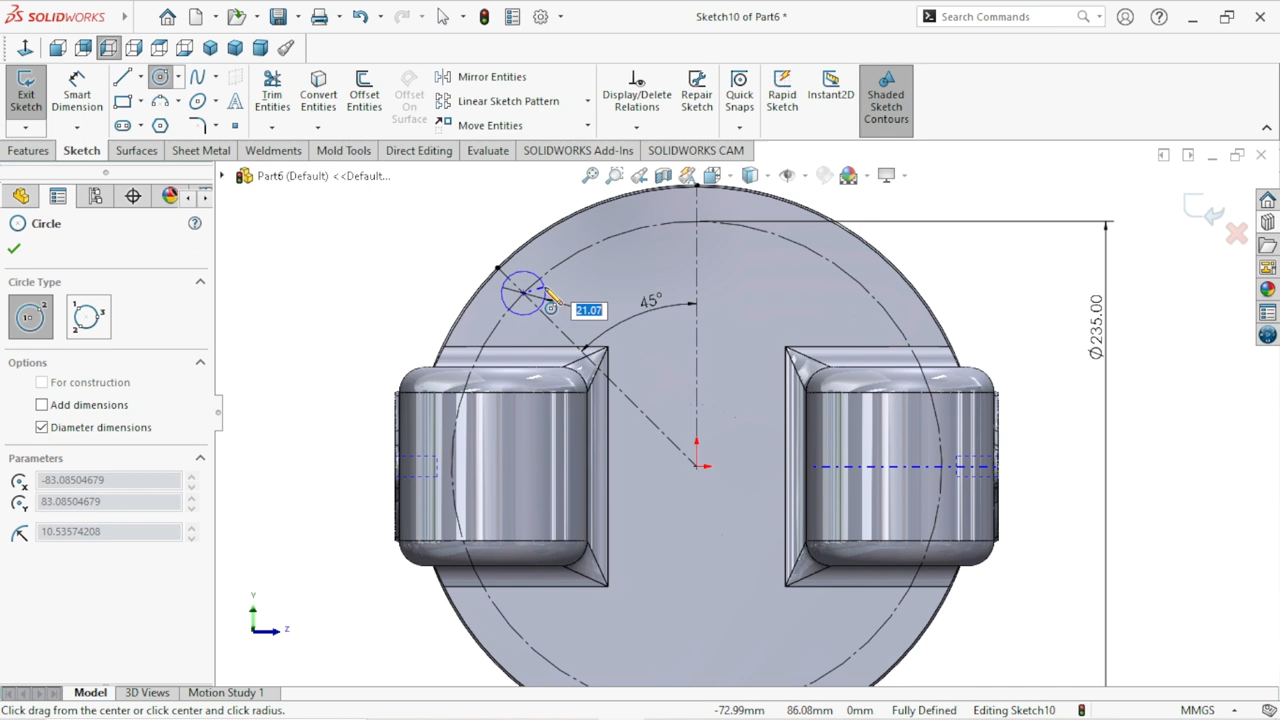 SOLIDWORKS
Sketch10 of Part6 *
Search Commands
Exit Sketch
Smart Dimension
Trim Entities
Convert Entities
Offset Entities
Offset On Surface
Mirror Entities
Linear Sketch Pattern
Move Entities
Display/Delete Relations
Repair Sketch
Quick Snaps
Rapid Sketch
Instant2D
Shaded Sketch Contours
Features
Sketch
Surfaces
Sheet Metal
Weldments
Mold Tools
Direct Editing
Evaluate
SOLIDWORKS Add-Ins
SOLIDWORKS CAM
Part6 (Default) <<Default...
Circle
Circle Type
Options
For construction
Add dimensions
Diameter dimensions
Parameters
-83.08504679
83.08504679
10.53574208
21.07
45°
Ø235.00
Y
Z
Model
3D Views
Motion Study 1
Click drag from the center or click center and click radius.
-72.99mm
86.08mm
0mm
Fully Defined
Editing Sketch10
MMGS